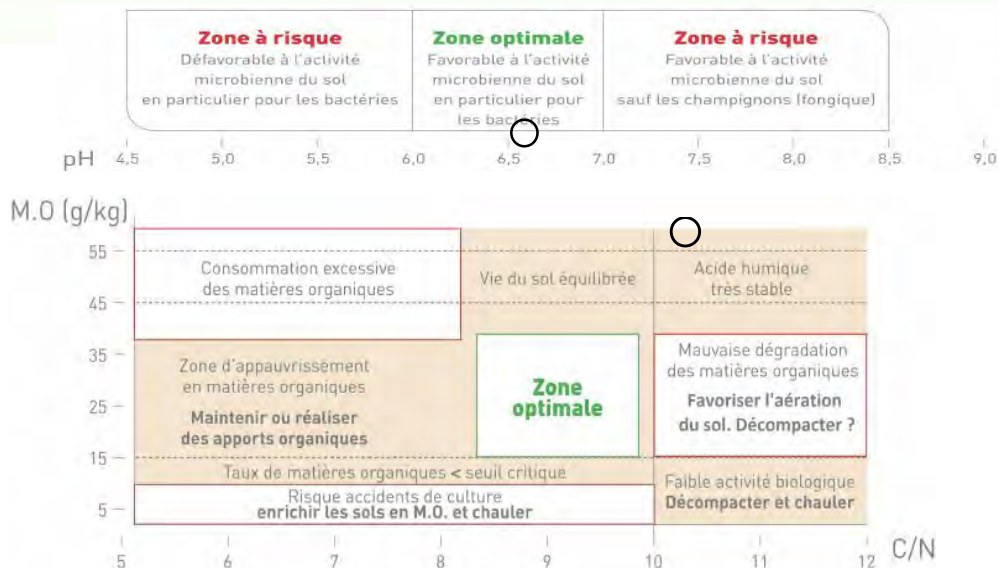 Zone à risque
Défavorable à l'activité
microbienne du sol
en particulier pour les bactéries
Zone optimale
Favorable à l'activité
microbienne du sol
en particulier pour
les bactéries
Zone à risque
Favorable à l'activité
microbienne du sol
sauf les champignons (fongique)
pH 4,5 5,0 5,5 6,0 6,5 7,0 7,5 8,0 8,5 9,0
M.O (g/kg)
55
45
35
25
15
5
Consommation excessive
des matières organiques
Vie du sol équilibrée
Acide humique
très stable
Zone d'appauvrissement
en matières organiques
Maintenir ou réaliser
des apports organiques
Zone
optimale
Mauvaise dégradation
des matières organiques
Favoriser l'aération
du sol. Décompacter ?
Taux de matières organiques < seuil critique
Risque accidents de culture
enrichir les sols en M.O. et chauler
Faible activité biologique
Décompacter et chauler
5 6 7 8 9 10 11 12 C/N